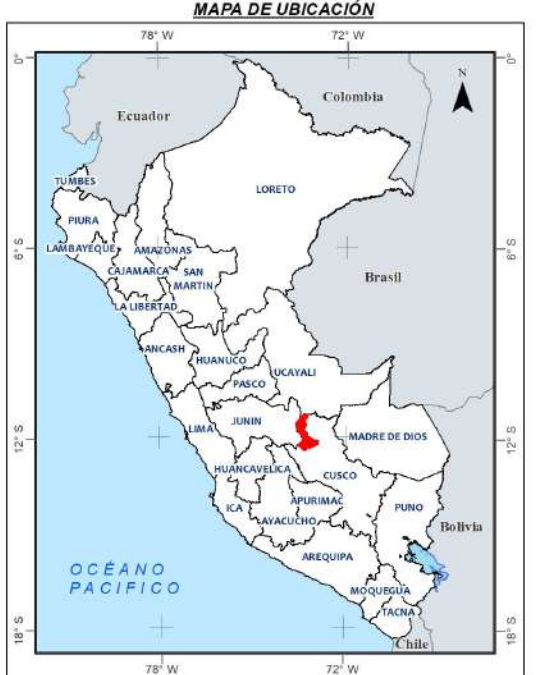 MAPA DE UBICACIÓN
78° W
72° W
0°
0°
N
Colombia
Ecuador
TUMBES
LORETO
PIURA
LAMBAYEQUE
AMAZONAS
6° S
6° S
CAJAMARCA
SAN
MARTIN
Brasil
LA LIBERTAD
ANCASH
HUANUCO
UCAYALI
PASCO
LIMA
JUNIN
MADRE DE DIOS
12° S
12° S
HUANCAVELICA
CUSCO
ICA
APURIMAC
PUNO
AYACUCHO
Bolivia
AREQUIPA
OCÉANO
PACIFICO
MOQUEGUA
TACNA
18° S
18° S
Chile
78° W
72° W